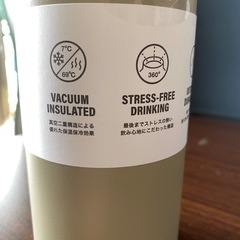 7℃
69℃
VACUUM
INSULATED
真空二重構造による
優れた保温保冷効果
360°
STRESS-FREE
DRINKING
最後までストレスの無い
飲み心地にこだわった構造